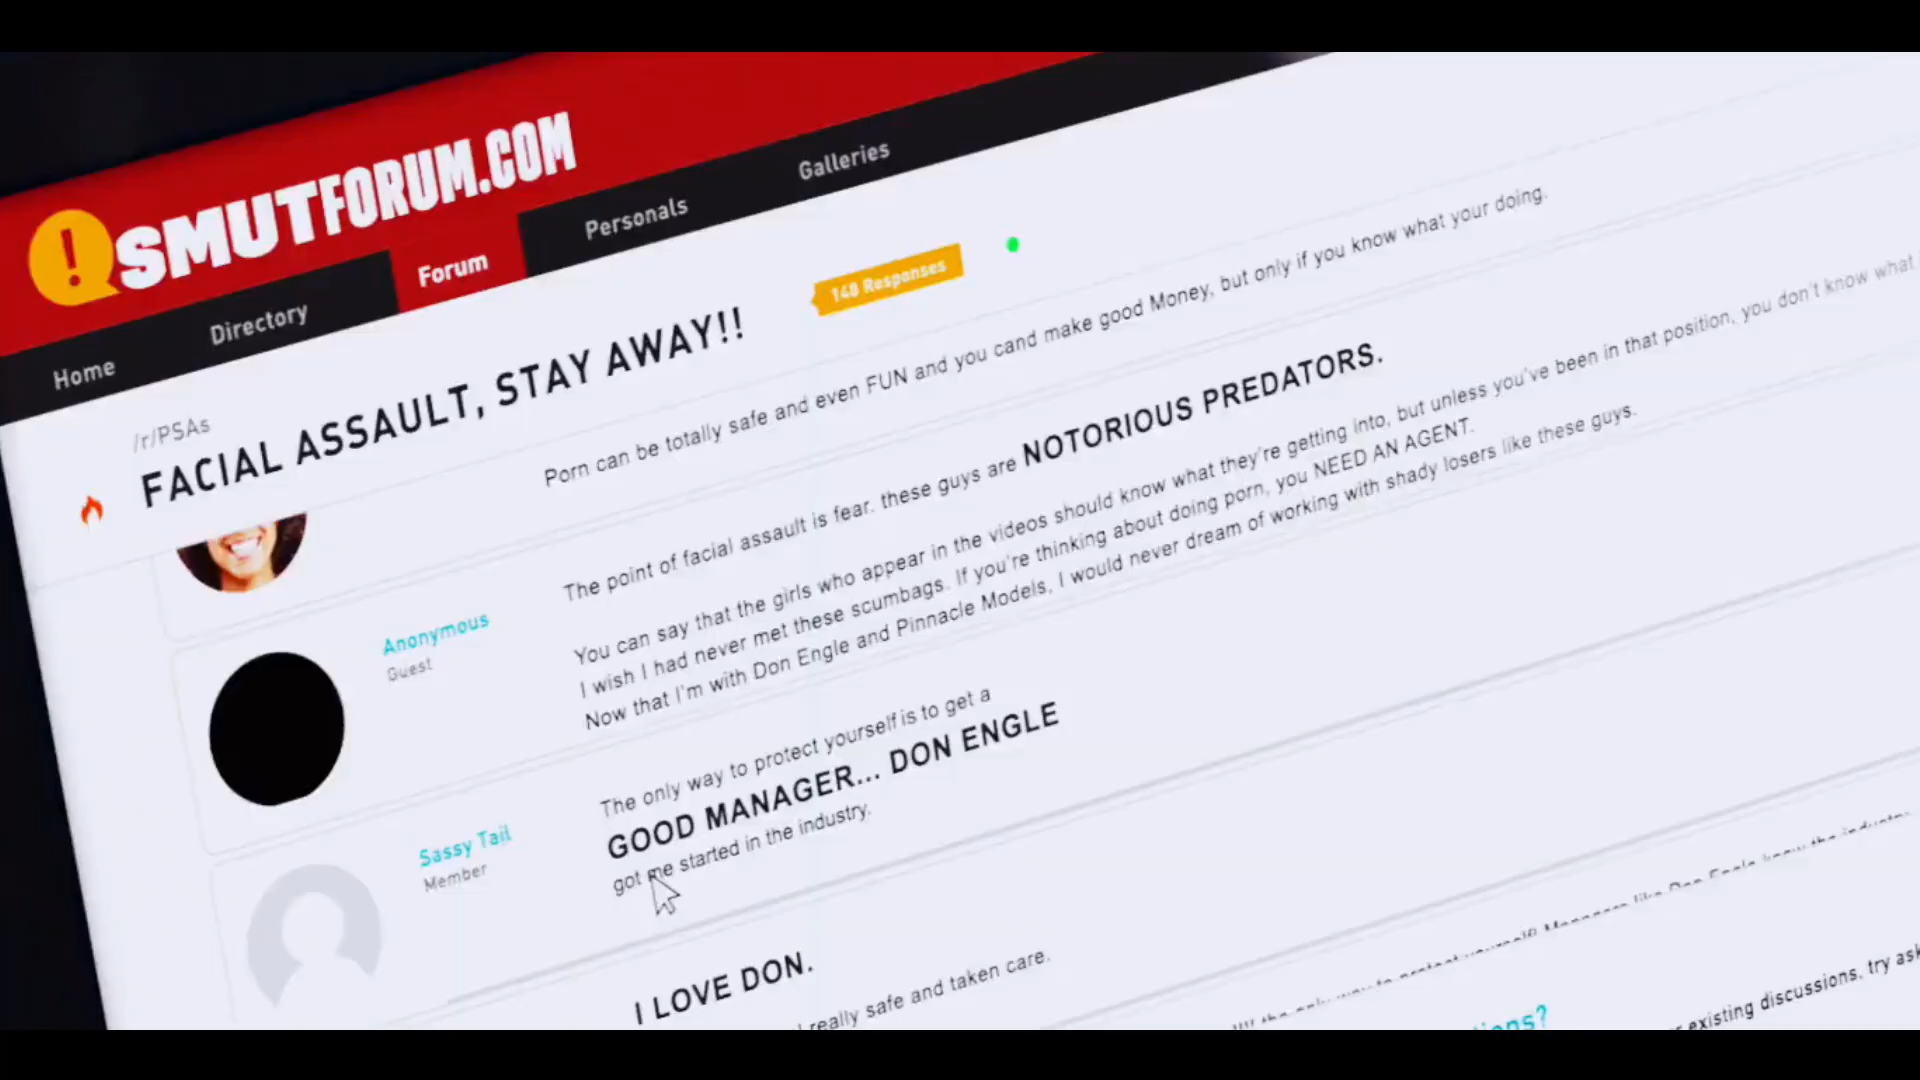 SMUTFORUM.COM
Home
Directory
Forum
Personals
Galleries
/r/PSAs
FACIAL ASSAULT, STAY AWAY!!
148 Responses
Porn can be totally safe and even FUN and you cand make good Money, but only if you know what your doing.
The point of facial assault is fear. these guys are NOTORIOUS PREDATORS.
Anonymous
Guest
You can say that the girls who appear in the videos should know what they're getting into, but unless you've been in that position, you don't know what
I wish I had never met these scumbags. If you're thinking about doing porn, you NEED AN AGENT.
Now that I'm with Don Engle and Pinnacle Models, I would never dream of working with shady losers like these guys.
Sassy Tail
Member
The only way to protect yourself is to get a
GOOD MANAGER... DON ENGLE
got me started in the industry.
I LOVE DON.
really safe and taken care.
existing discussions, try